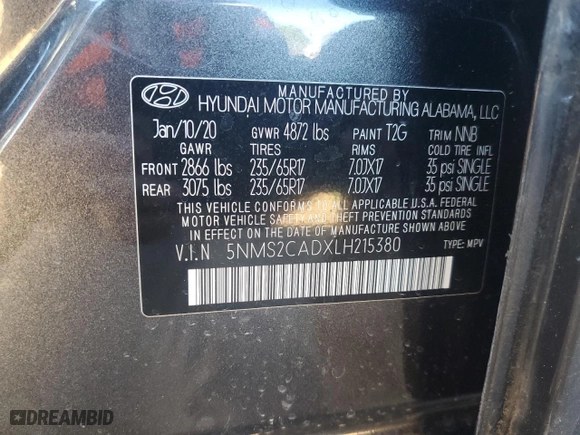 MANUFACTURED BY
HYUNDAI MOTOR MANUFACTURING ALABAMA, LLC
Jan/10/20 GVWR 4872 lbs PAINT T2G TRIM NNB
GAWR TIRES RIMS COLD TIRE INFL
FRONT 2866 lbs 235/65R17 7.0JX17 35 psi SINGLE
REAR 3075 lbs 235/65R17 7.0JX17 35 psi SINGLE
THIS VEHICLE CONFORMS TO ALL APPLICABLE U.S.A. FEDERAL
MOTOR VEHICLE SAFETY AND THEFT PREVENTION STANDARDS
IN EFFECT ON THE DATE OF MANUFACTURE SHOWN ABOVE.
V.I.N 5NMS2CADXLH215380 TYPE: MPV
DREAMBID